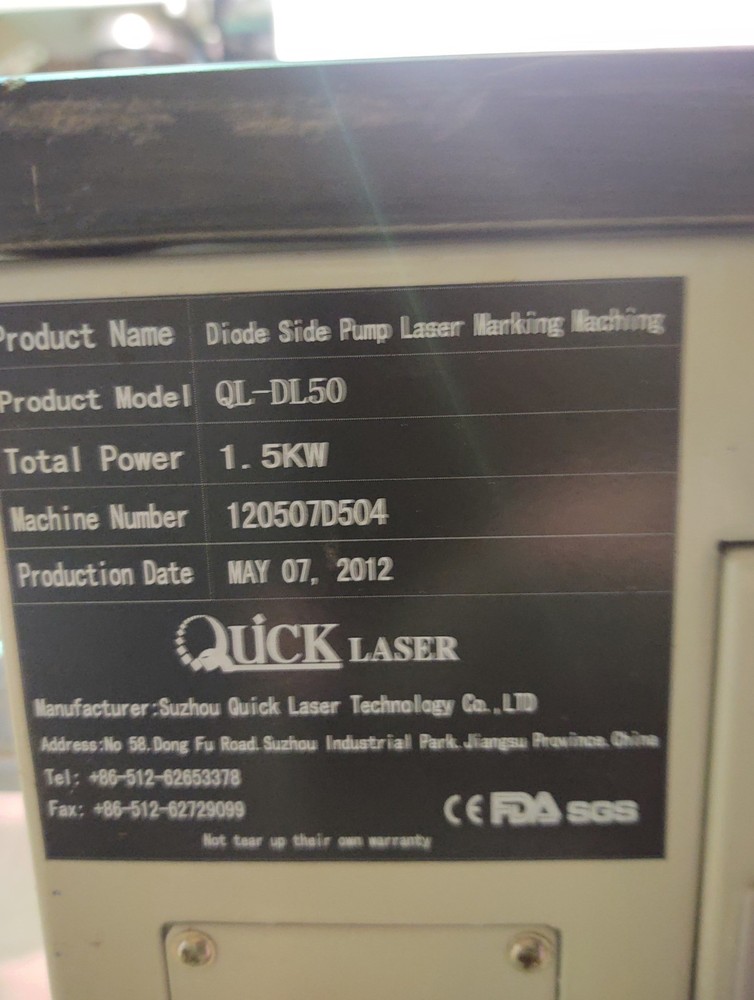 Product Name Diode Side Pump Laser Marking Maching
Product Model QL-DL50
Total Power 1.5KW
Machine Number 120507D504
Production Date MAY 07, 2012
QUICK LASER
Manufacturer:Suzhou Quick Laser Technology Co.,LTD
Address:No 58.Dong Fu Road.Suzhou Industrial Park.Jiangsu Province.China
Tel: +86-512-62653378
Fax: +86-512-62729099
CE FDA SGS
Not tear up their own warranty